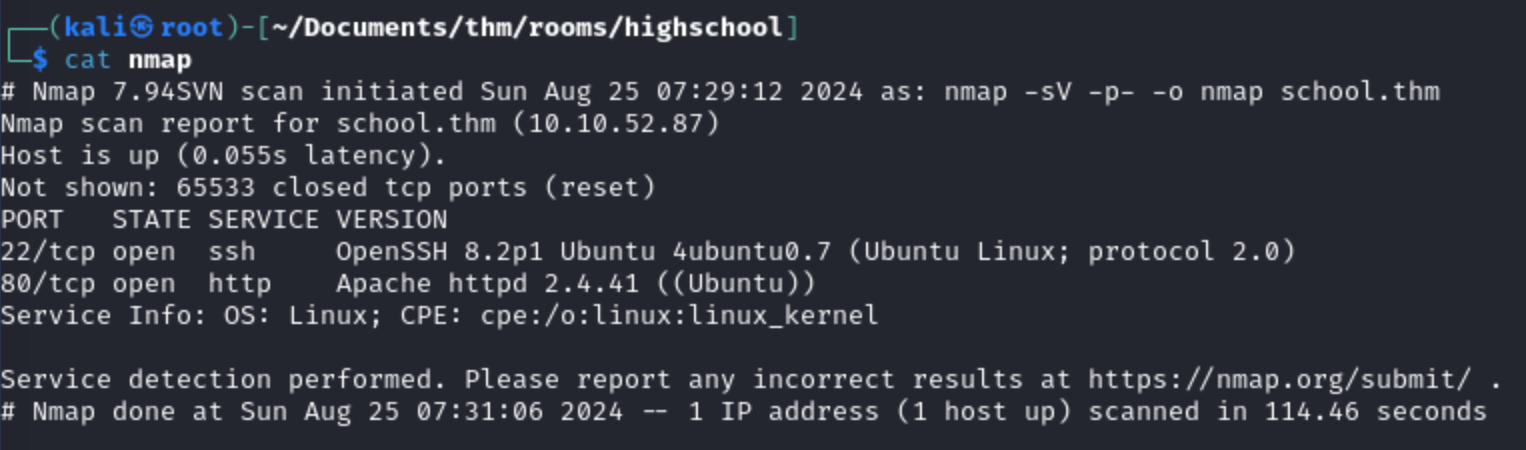 ┌──(kali㉿root)-[~/Documents/thm/rooms/highschool]
└─$ cat nmap
# Nmap 7.94SVN scan initiated Sun Aug 25 07:29:12 2024 as: nmap -sV -p- -o nmap school.thm
Nmap scan report for school.thm (10.10.52.87)
Host is up (0.055s latency).
Not shown: 65533 closed tcp ports (reset)
PORT   STATE SERVICE VERSION
22/tcp open  ssh     OpenSSH 8.2p1 Ubuntu 4ubuntu0.7 (Ubuntu Linux; protocol 2.0)
80/tcp open  http    Apache httpd 2.4.41 ((Ubuntu))
Service Info: OS: Linux; CPE: cpe:/o:linux:linux_kernel
Service detection performed. Please report any incorrect results at https://nmap.org/submit/ .
# Nmap done at Sun Aug 25 07:31:06 2024 -- 1 IP address (1 host up) scanned in 114.46 seconds